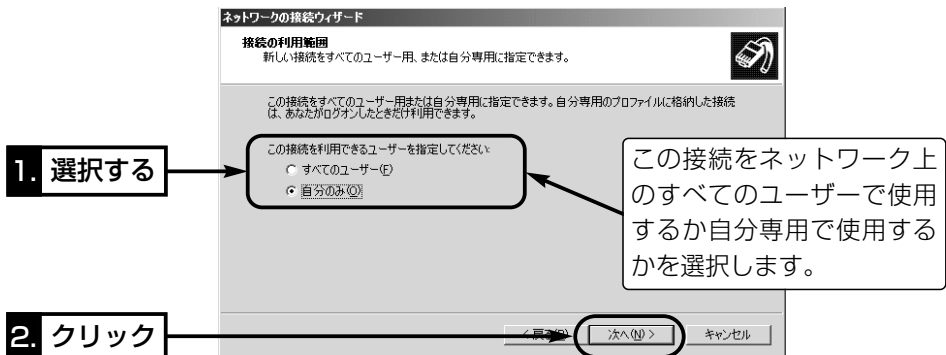 ネットワークの接続ウィザード
接続の利用範囲
新しい接続をすべてのユーザー用、または自分専用に指定できます。
この接続をすべてのユーザー用または自分専用に指定できます。自分専用のプロファイルに格納した接続
は、あなたがログオンしたときだけ利用できます。
この接続を利用できるユーザーを指定してください:
すべてのユーザー(F)
自分のみ(O)
1. 選択する
この接続をネットワーク上
のすべてのユーザーで使用
するか自分専用で使用する
かを選択します。
2. クリック
< 戻る(B) 次へ(N) > キャンセル